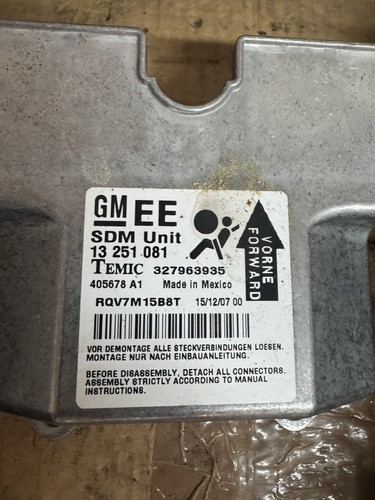 GM EE
SDM Unit
13 251 081
TEMIC 327963935
405678 A1 Made in Mexico
RQV7M15B8T 15/12/07 00
VORNE
FORWARD
VOR DEMONTAGE ALLE STECKVERBINDUNGEN LOESEN.
MONTAGE NUR NACH EINBAUANLEITUNG.
BEFORE DISASSEMBLY, DETACH ALL CONNECTORS.
ASSEMBLY STRICTLY ACCORDING TO MANUAL
INSTRUCTIONS.